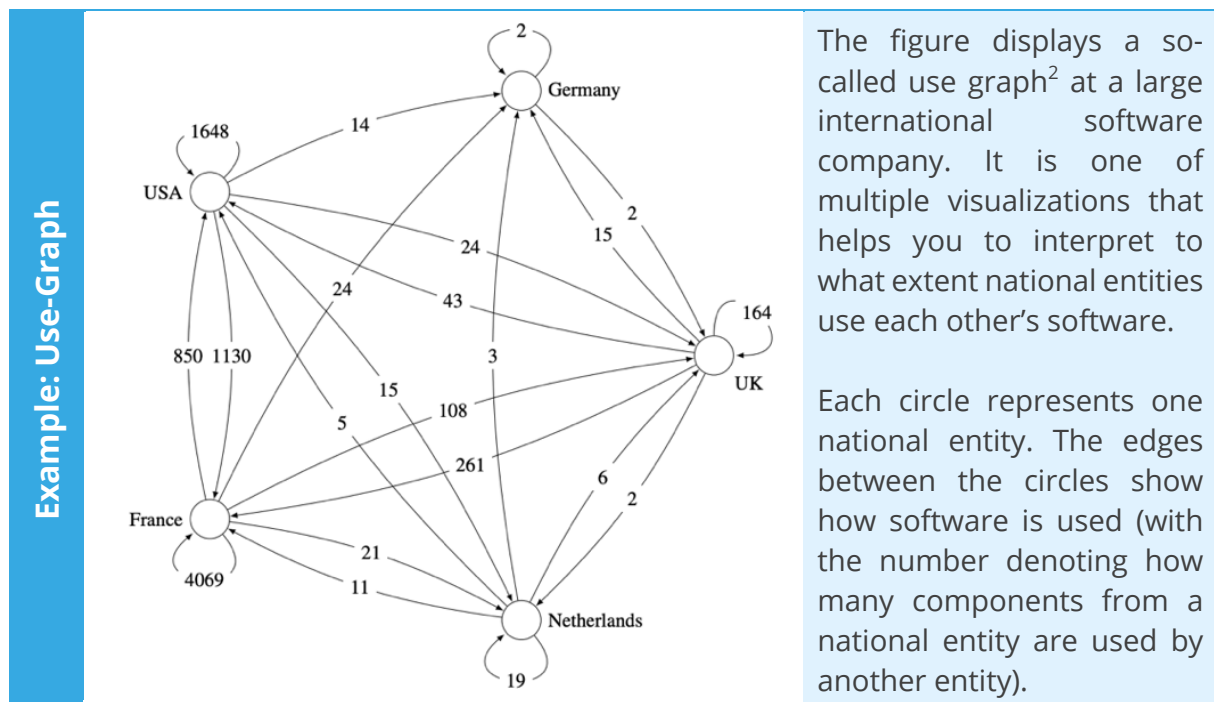 Example: Use-Graph
2
Germany
14
1648
USA
2
15
24
24
43
164
UK
850
1130
3
15
108
5
261
6
2
France
21
11
4069
Netherlands
19
The figure displays a so-
called use graph2 at a large
international software
company. It is one of
multiple visualizations that
helps you to interpret to
what extent national entities
use each other’s software.
Each circle represents one
national entity. The edges
between the circles show
how software is used (with
the number denoting how
many components from a
national entity are used by
another entity).